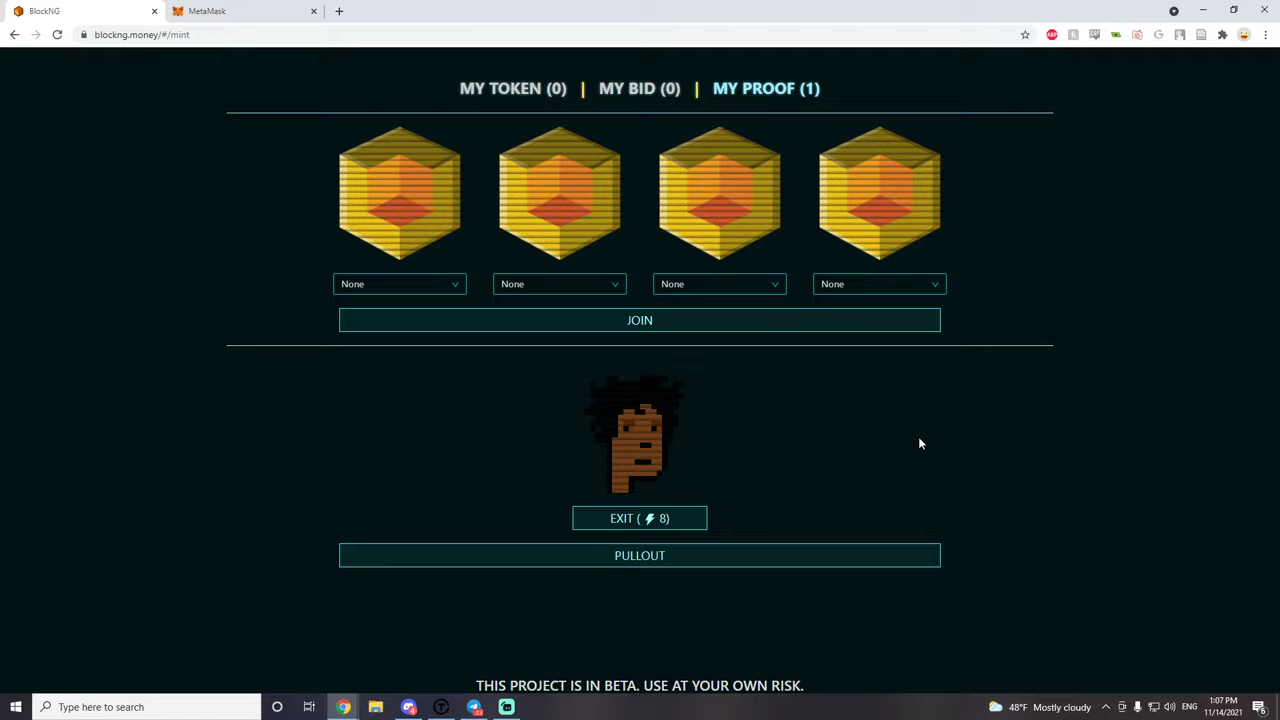 BlockNG
MetaMask
blockng.money/#/mint
ABP
MY TOKEN (0) | MY BID (0) | MY PROOF (1)
None None None None
JOIN
EXIT ( 8)
PULLOUT
THIS PROJECT IS IN BETA. USE AT YOUR OWN RISK.
Type here to search
48°F Mostly cloudy
ENG
1:07 PM
11/14/2021